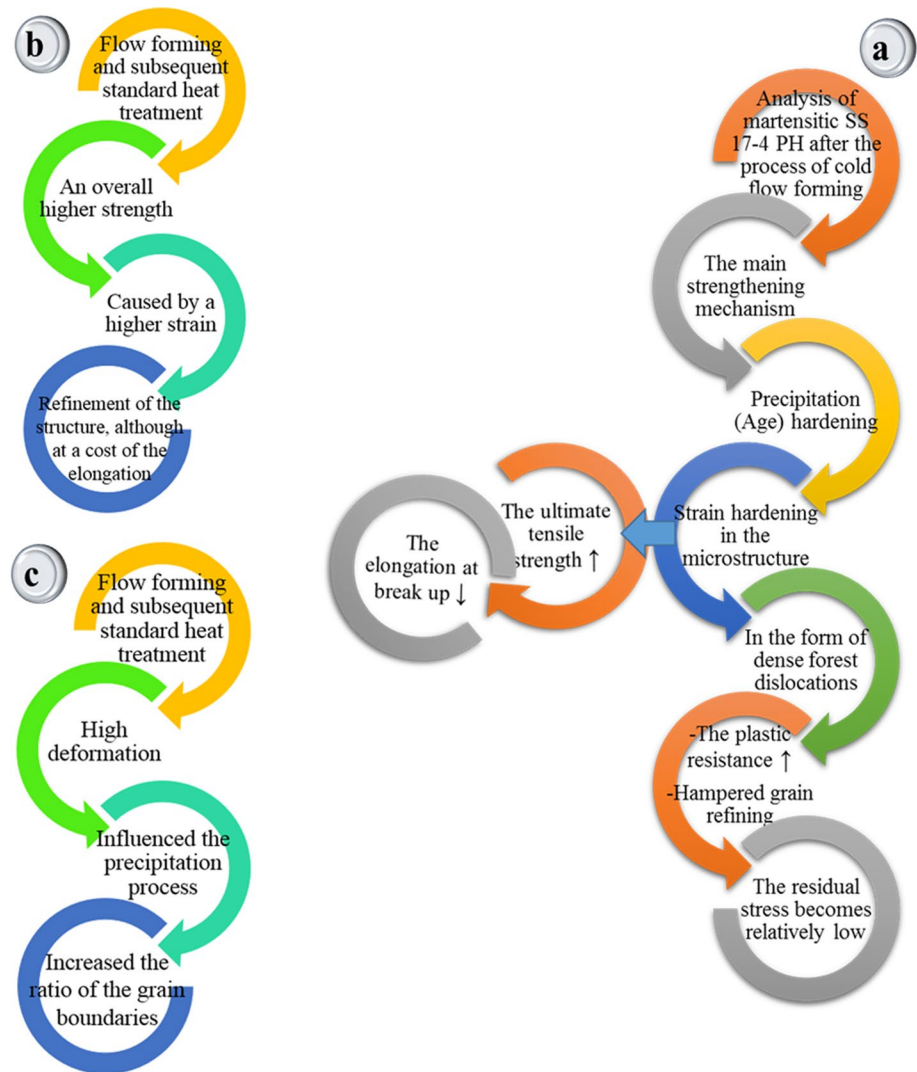 b
Flow forming
and subsequent
standard heat
treatment
An overall
higher strength
Caused by a
higher strain
Refinement of the
structure, although
at a cost of the
elongation
c
Flow forming
and subsequent
standard heat
treatment
High
deformation
Influenced the
precipitation
process
Increased the
ratio of the grain
boundaries
a
Analysis of
martensitic SS
17-4 PH after the
process of cold
flow forming
The main
strengthening
mechanism
Precipitation
(Age) hardening
Strain hardening
in the
microstructure
The ultimate
tensile
strength ↑
The
elongation at
break up ↓
In the form of
dense forest
dislocations
-The plastic
resistance ↑
-Hampered grain
refining
The residual
stress becomes
relatively low